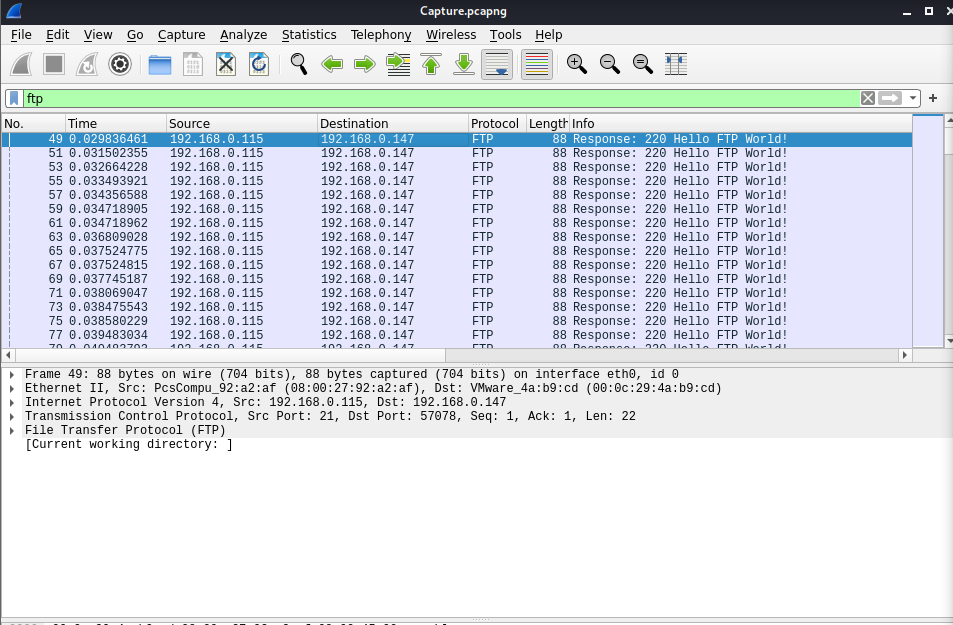 Capture.pcapng
File Edit View Go Capture Analyze Statistics Telephony Wireless Tools Help
ftp
No. Time Source Destination Protocol Length Info
49 0.029836461 192.168.0.115 192.168.0.147 FTP 88 Response: 220 Hello FTP World!
51 0.031502355 192.168.0.115 192.168.0.147 FTP 88 Response: 220 Hello FTP World!
53 0.032664228 192.168.0.115 192.168.0.147 FTP 88 Response: 220 Hello FTP World!
55 0.033493921 192.168.0.115 192.168.0.147 FTP 88 Response: 220 Hello FTP World!
57 0.034356588 192.168.0.115 192.168.0.147 FTP 88 Response: 220 Hello FTP World!
59 0.034718905 192.168.0.115 192.168.0.147 FTP 88 Response: 220 Hello FTP World!
61 0.034718962 192.168.0.115 192.168.0.147 FTP 88 Response: 220 Hello FTP World!
63 0.036809028 192.168.0.115 192.168.0.147 FTP 88 Response: 220 Hello FTP World!
65 0.037524775 192.168.0.115 192.168.0.147 FTP 88 Response: 220 Hello FTP World!
67 0.037524815 192.168.0.115 192.168.0.147 FTP 88 Response: 220 Hello FTP World!
69 0.037745187 192.168.0.115 192.168.0.147 FTP 88 Response: 220 Hello FTP World!
71 0.038069047 192.168.0.115 192.168.0.147 FTP 88 Response: 220 Hello FTP World!
73 0.038475543 192.168.0.115 192.168.0.147 FTP 88 Response: 220 Hello FTP World!
75 0.038580229 192.168.0.115 192.168.0.147 FTP 88 Response: 220 Hello FTP World!
77 0.039483034 192.168.0.115 192.168.0.147 FTP 88 Response: 220 Hello FTP World!
Frame 49: 88 bytes on wire (704 bits), 88 bytes captured (704 bits) on interface eth0, id 0
Ethernet II, Src: PcsCompu_92:a2:af (08:00:27:92:a2:af), Dst: VMware_4a:b9:cd (00:0c:29:4a:b9:cd)
Internet Protocol Version 4, Src: 192.168.0.115, Dst: 192.168.0.147
Transmission Control Protocol, Src Port: 21, Dst Port: 57078, Seq: 1, Ack: 1, Len: 22
File Transfer Protocol (FTP)
[Current working directory: ]